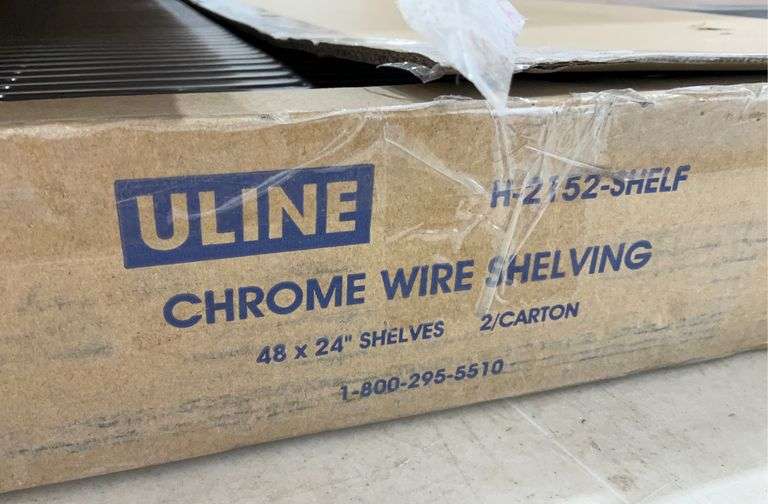 ULINE
H-2152-SHELF
CHROME WIRE SHELVING
48 x 24" SHELVES 2/CARTON
1-800-295-5510